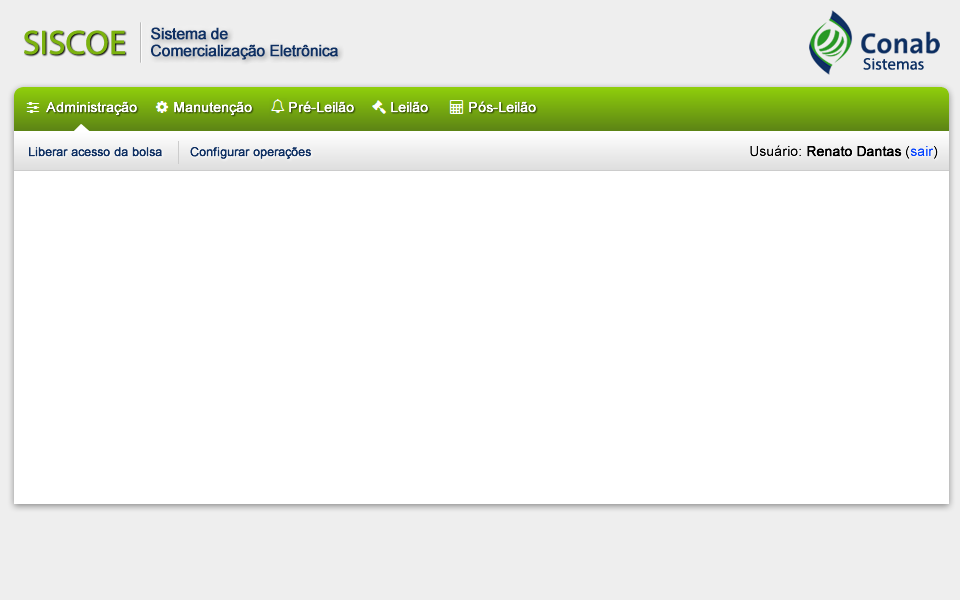 SISCOE
Sistema de
Comercialização Eletrônica
Conab
Sistemas
Administração Manutenção Pré-Leilão Leilão Pós-Leilão
Liberar acesso da bolsa Configurar operações Usuário: Renato Dantas (sair)